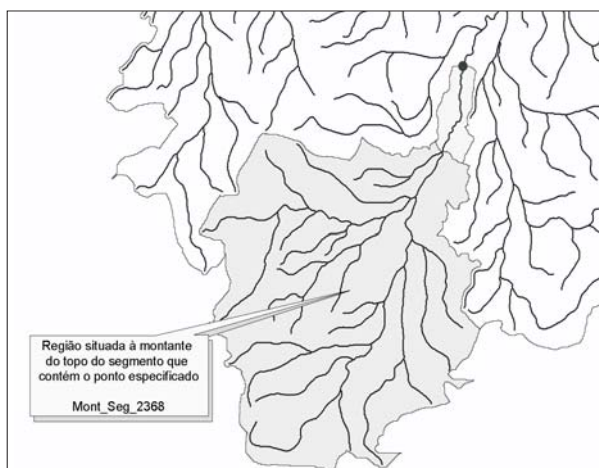 Região situada à montante
do topo do segmento que
contém o ponto especificado
Mont_Seg_2368